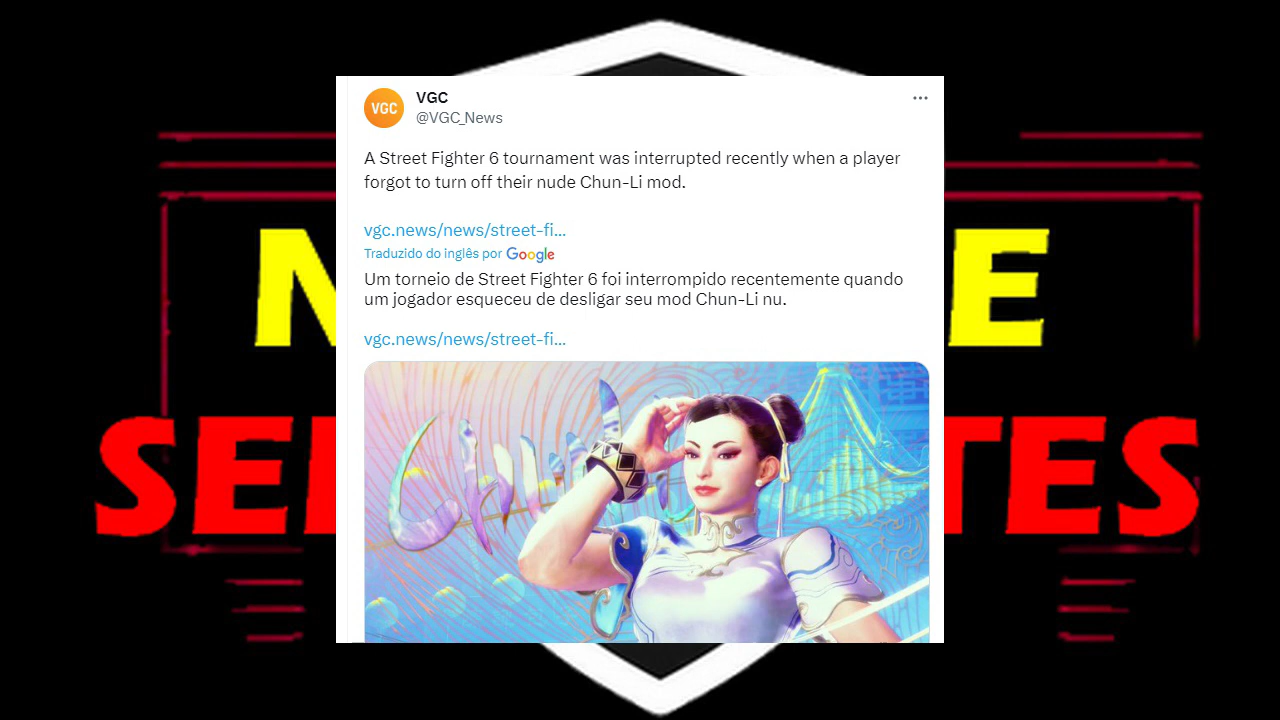 VGC
VGC
@VGC_News
A Street Fighter 6 tournament was interrupted recently when a player
forgot to turn off their nude Chun-Li mod.
vgc.news/news/street-fi...
Traduzido do inglês por Google
Um torneio de Street Fighter 6 foi interrompido recentemente quando
um jogador esqueceu de desligar seu mod Chun-Li nu.
vgc.news/news/street-fi...